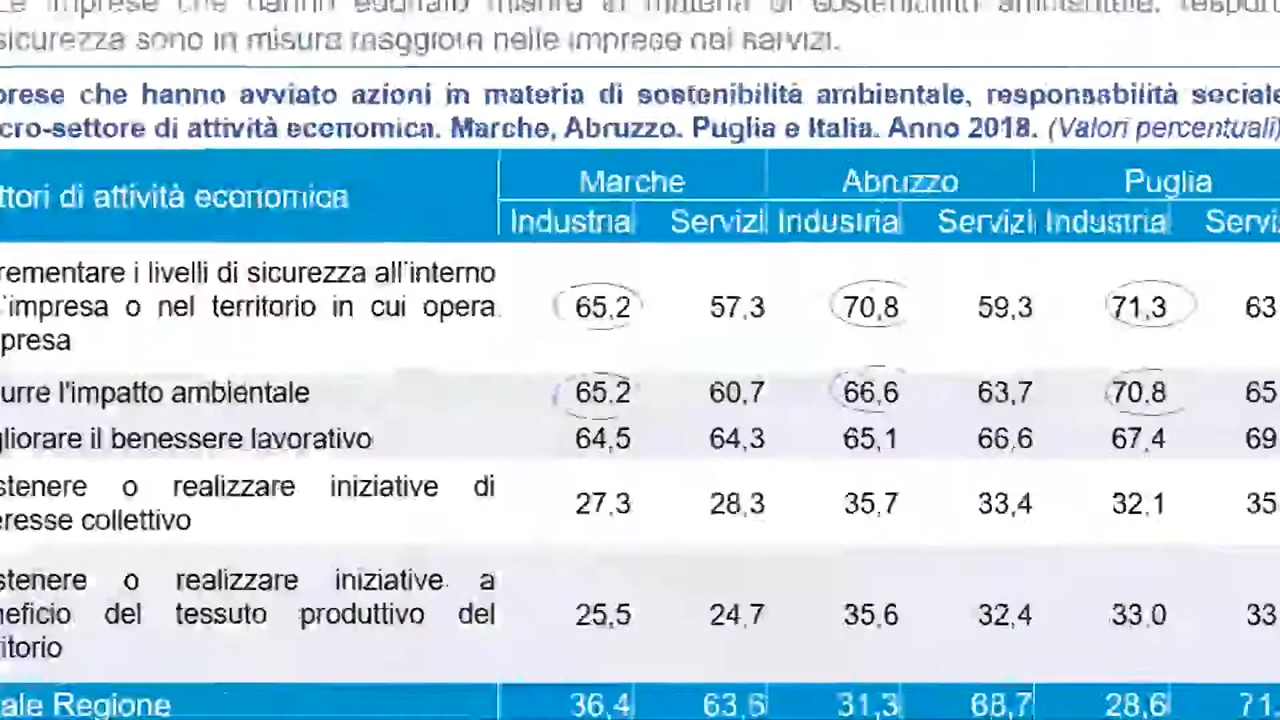 sicurezza sono in misura maggiore nelle imprese nei servizi.
prese che hanno avviato azioni in materia di sostenibilità ambientale, responsabilità sociale
cro-settore di attività economica. Marche, Abruzzo. Puglia e Italia. Anno 2018. (Valori percentuali)
ttori di attività economica Marche Abruzzo Puglia
Industria Servizi Industria Servizi Industria Servi
rementare i livelli di sicurezza all'interno
'impresa o nel territorio in cui opera 65,2 57,3 70,8 59,3 71,3 63
presa
urre l'impatto ambientale 65,2 60,7 66,6 63,7 70,8 65
gliorare il benessere lavorativo 64,5 64,3 65,1 66,6 67,4 69
stenere o realizzare iniziative di
eresse collettivo 27,3 28,3 35,7 33,4 32,1 35
stenere o realizzare iniziative a
neficio del tessuto produttivo del 25,5 24,7 35,6 32,4 33,0 33
itorio
ale Regione 36,4 63,6 31,3 68,7 28,6 71